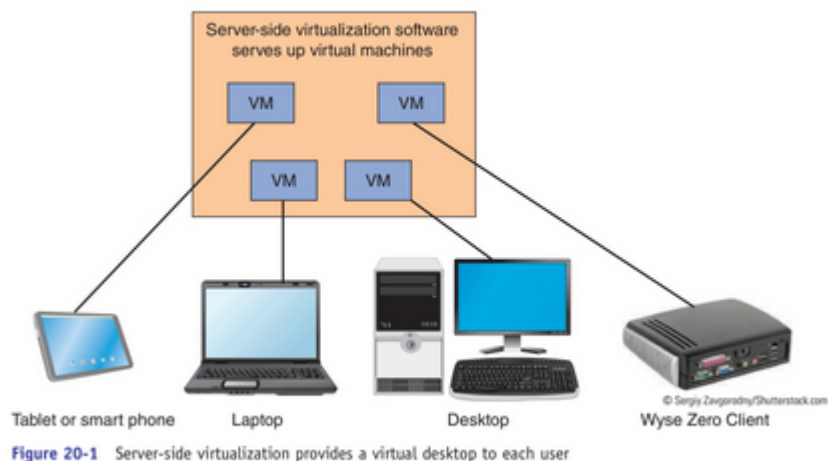 Server-side virtualization software
serves up virtual machines
VM
VM
VM
VM
© Sergiy Zavgorodny/Shutterstock.com
Tablet or smart phone
Laptop
Desktop
Wyse Zero Client
Figure 20-1 Server-side virtualization provides a virtual desktop to each user